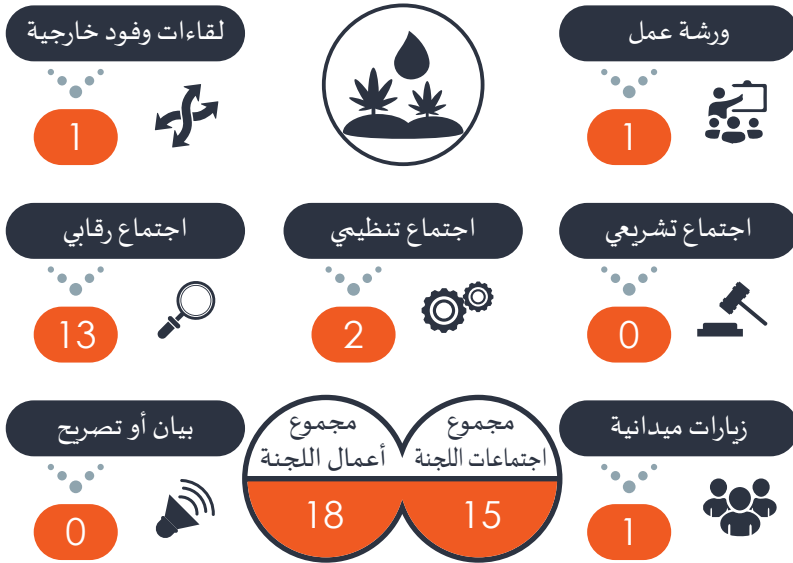 ورشة عمل
1
لقاءات وفود خارجية
1
اجتماع تشريعي
0
اجتماع تنظيمي
2
اجتماع رقابي
13
زيارات ميدانية
1
مجموع
اجتماعات اللجنة
15
مجموع
أعمال اللجنة
18
بيان أو تصريح
0